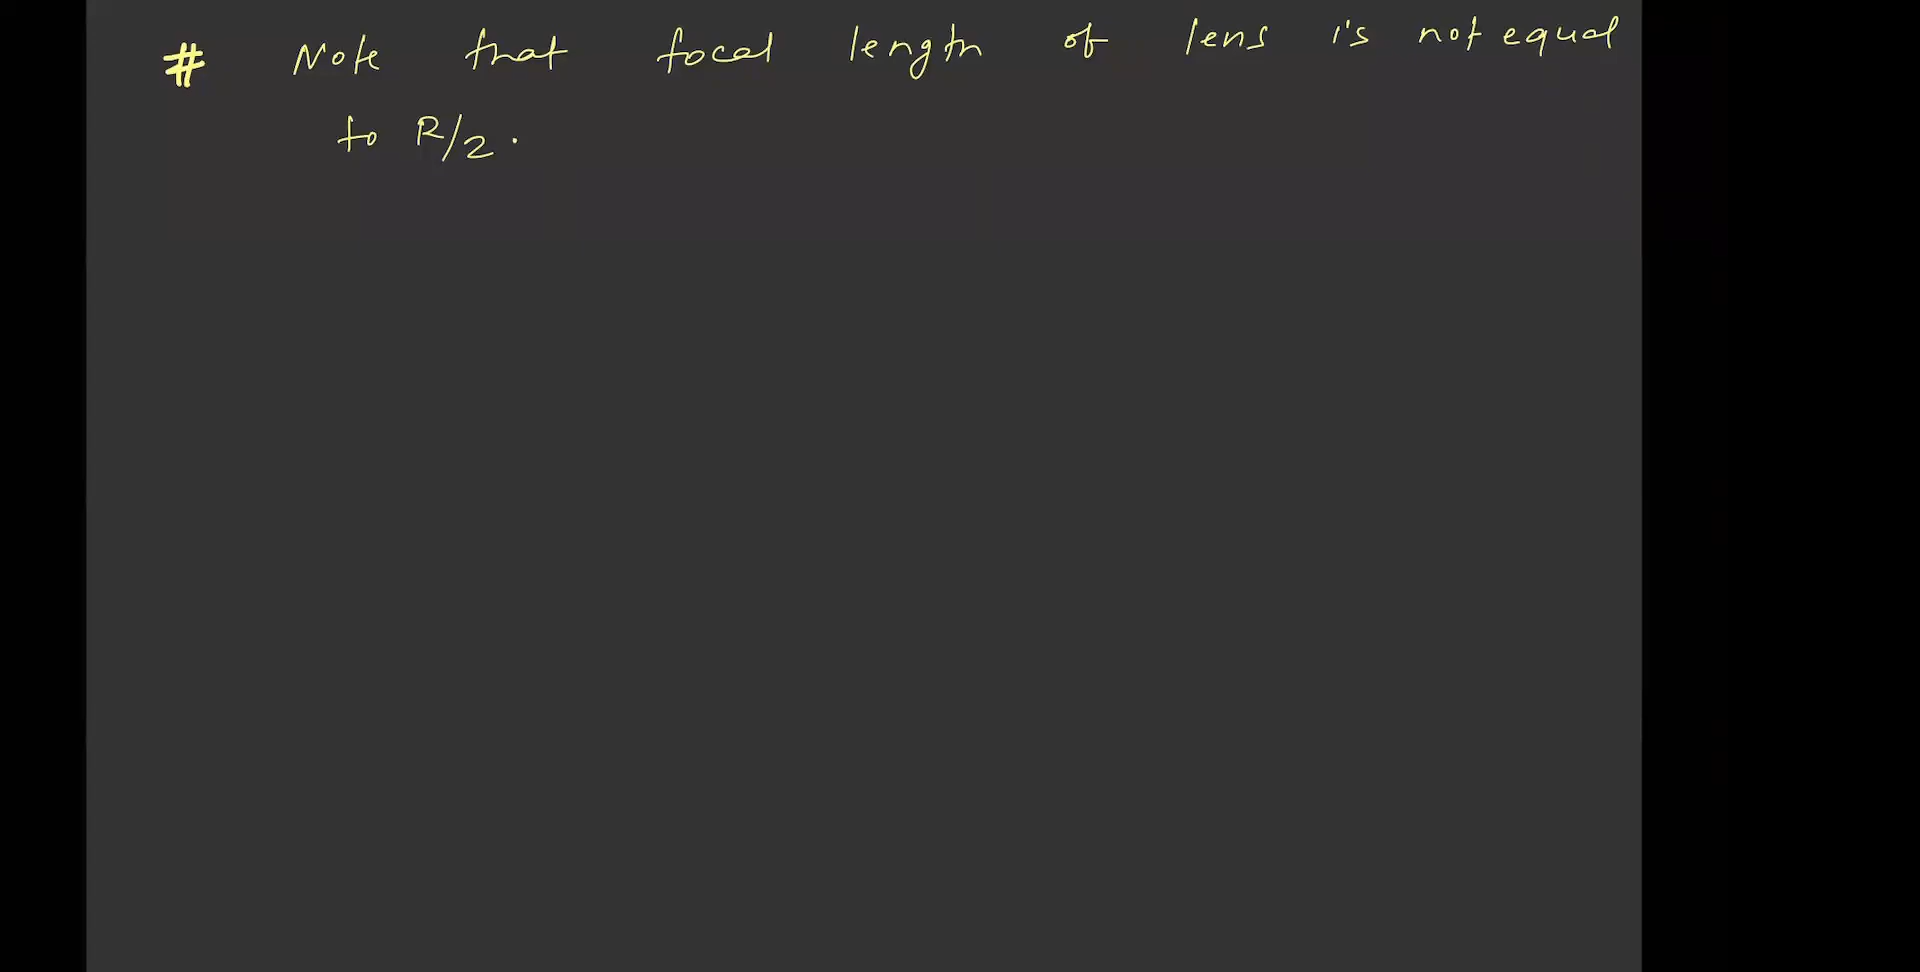 # Note that focal length of lens is not equal
to R/2.